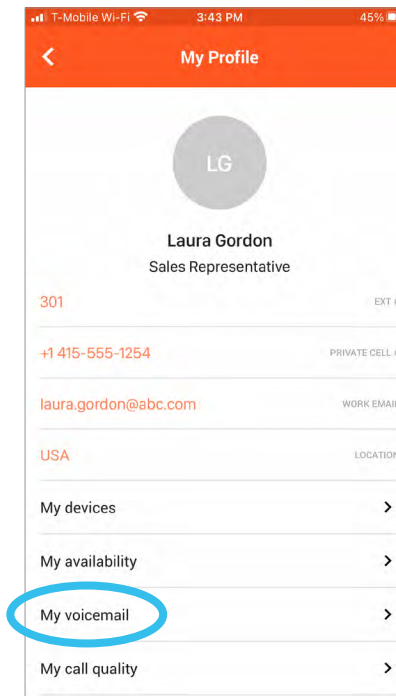 T-Mobile Wi-Fi 3:43 PM 45%
My Profile
LG
Laura Gordon
Sales Representative
301 EXT
+1 415-555-1254 PRIVATE CELL
laura.gordon@abc.com WORK EMAIL
USA LOCATION
My devices
My availability
My voicemail
My call quality